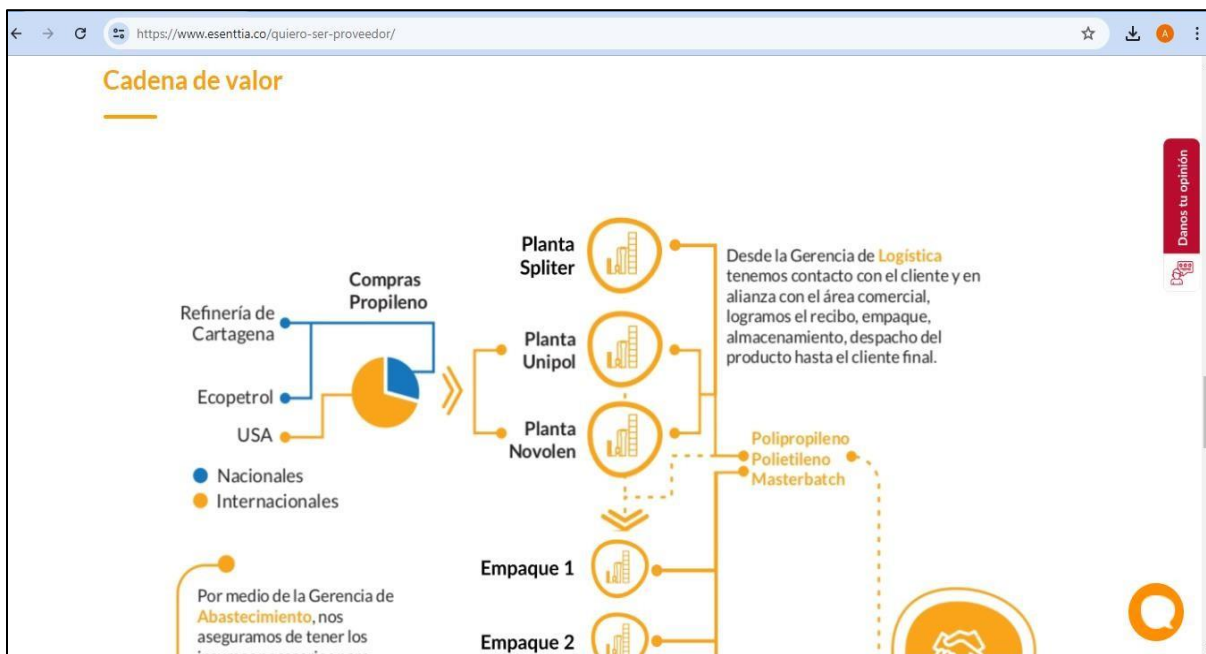 https://www.esenttia.co/quiero-ser-proveedor/
A
Cadena de valor
Danos tu opinión
Compras
Propileno
Refinería de
Cartagena
Ecopetrol
USA
Nacionales
Internacionales
Planta
Spliter
Planta
Unipol
Planta
Novolen
Desde la Gerencia de Logística
tenemos contacto con el cliente y en
alianza con el área comercial,
logramos el recibo, empaque,
almacenamiento, despacho del
producto hasta el cliente final.
Polipropileno
Polietileno
Masterbatch
Empaque 1
Empaque 2
Por medio de la Gerencia de
Abastecimiento, nos
aseguramos de tener los